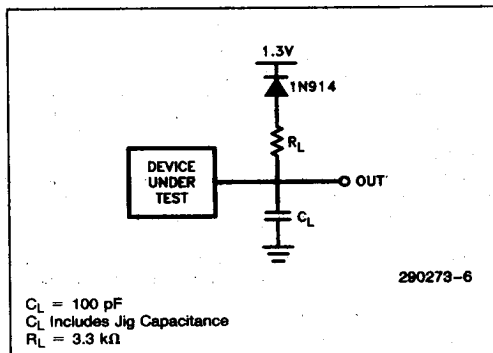 1.3V
1N914
RL
DEVICE
UNDER
TEST
OUT
CL
290273-6
CL = 100 pF
CL Includes Jig Capacitance
RL = 3.3 kΩ